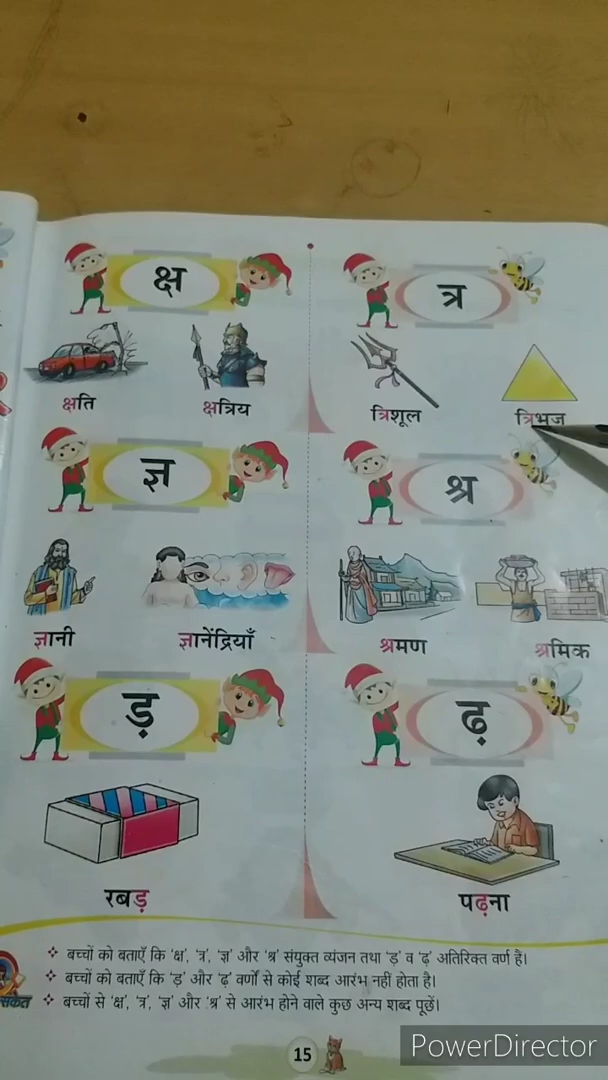 क्ष
त्र
क्षति
क्षत्रिय
त्रिशूल
त्रिभुज
ज्ञ
श्र
ज्ञानी
ज्ञानेंद्रियाँ
श्रमण
श्रमिक
ड़
ढ़
रबड़
पढ़ना
❖ बच्चों को बताएँ कि 'क्ष', 'त्र', 'ज्ञ' और 'श्र' संयुक्त व्यंजन तथा 'ड़' व 'ढ़' अतिरिक्त वर्ण हैं।
❖ बच्चों को बताएँ कि 'ड़' और 'ढ़' वर्णों से कोई शब्द आरंभ नहीं होता है।
संकेत
❖ बच्चों से 'क्ष', 'त्र', 'ज्ञ' और 'श्र' से आरंभ होने वाले कुछ अन्य शब्द पूछें।
15
PowerDirector